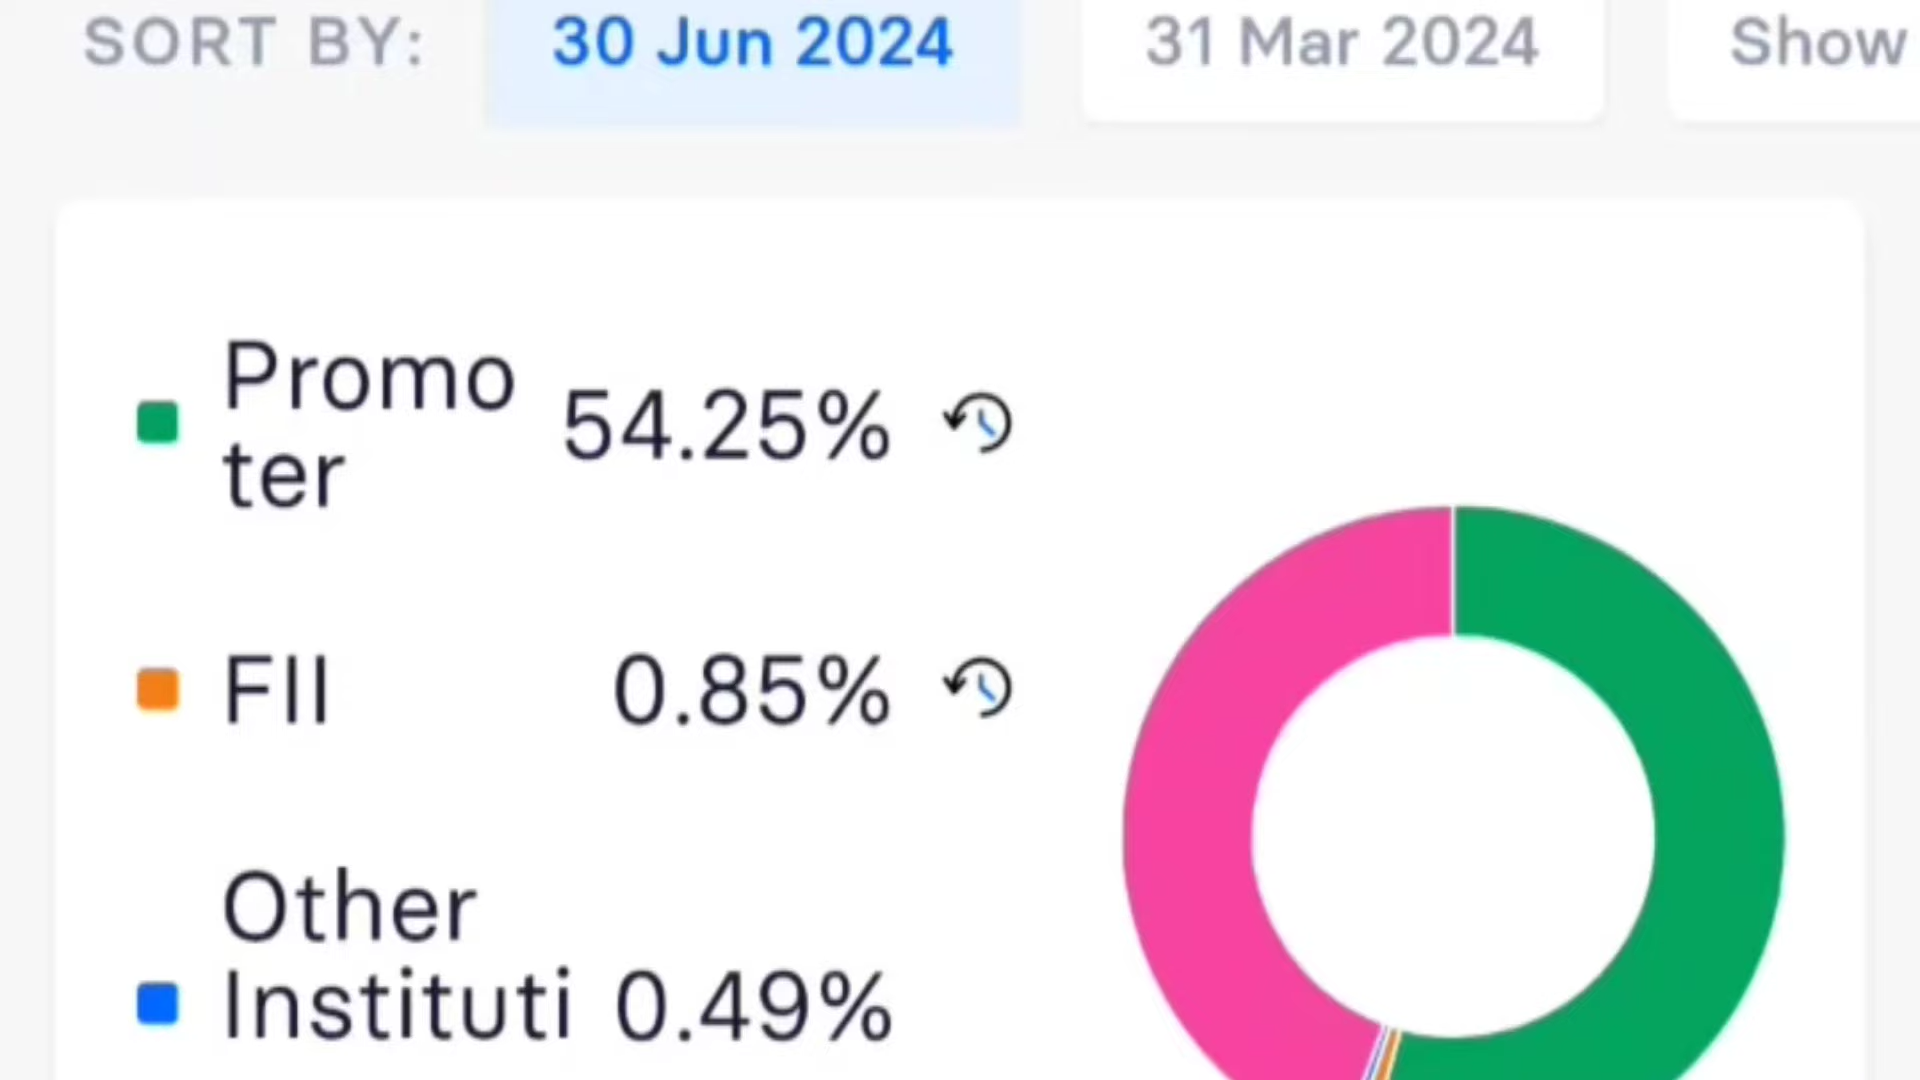 SORT BY: 30 Jun 2024 31 Mar 2024 Show
Promo
ter 54.25%
FII 0.85%
Other
Instituti 0.49%